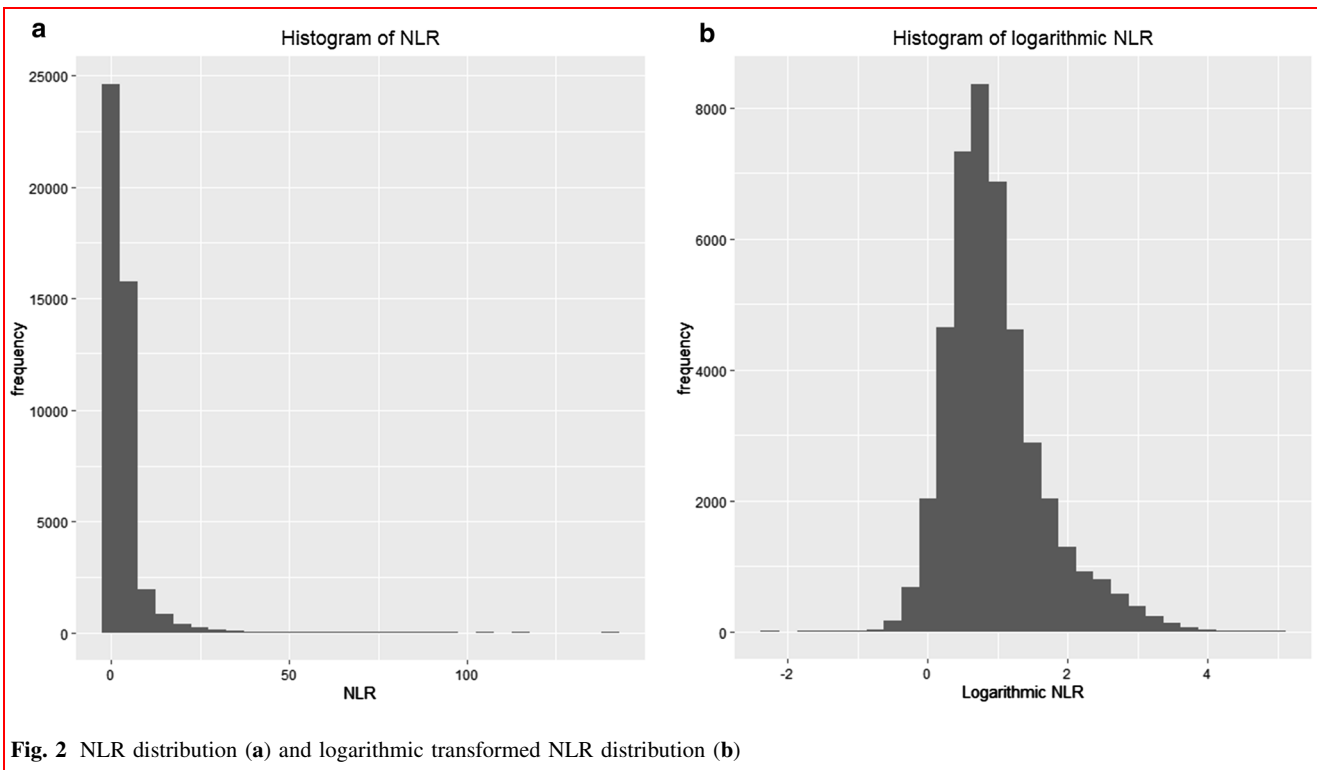 a
Histogram of NLR
25000
20000
15000
10000
5000
0
frequency
0 50 100
NLR
b
Histogram of logarithmic NLR
8000
6000
4000
2000
0
frequency
-2 0 2 4
Logarithmic NLR
Fig. 2 NLR distribution (a) and logarithmic transformed NLR distribution (b)